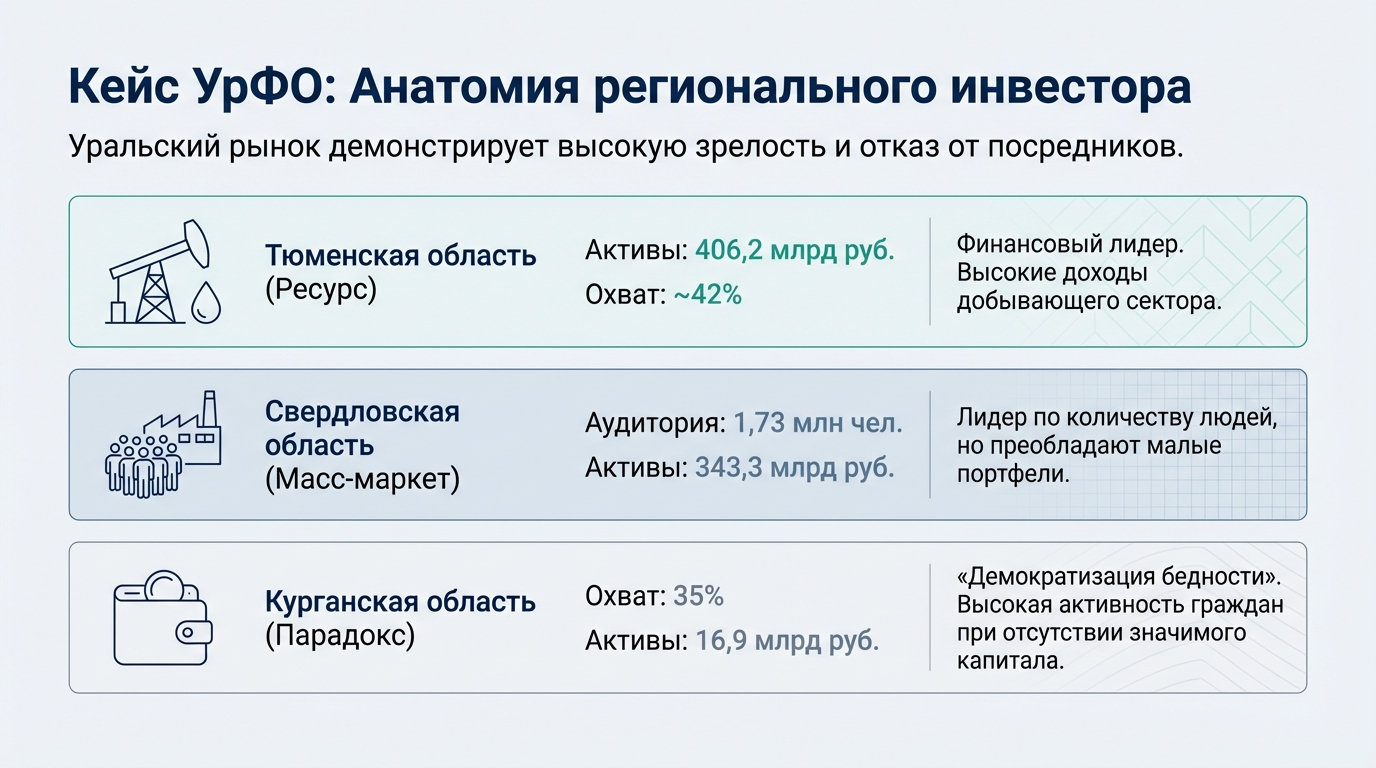 Кейс УрФО: Анатомия регионального инвестора
Уральский рынок демонстрирует высокую зрелость и отказ от посредников.
Тюменская область
(Ресурс)
Активы: 406,2 млрд руб.
Охват: ~42%
Финансовый лидер.
Высокие доходы
добывающего сектора.
Свердловская
область
(Масс-маркет)
Аудитория: 1,73 млн чел.
Активы: 343,3 млрд руб.
Лидер по количеству людей,
но преобладают малые
портфели.
Курганская область
(Парадокс)
Охват: 35%
Активы: 16,9 млрд руб.
«Демократизация бедности».
Высокая активность граждан
при отсутствии значимого
капитала.